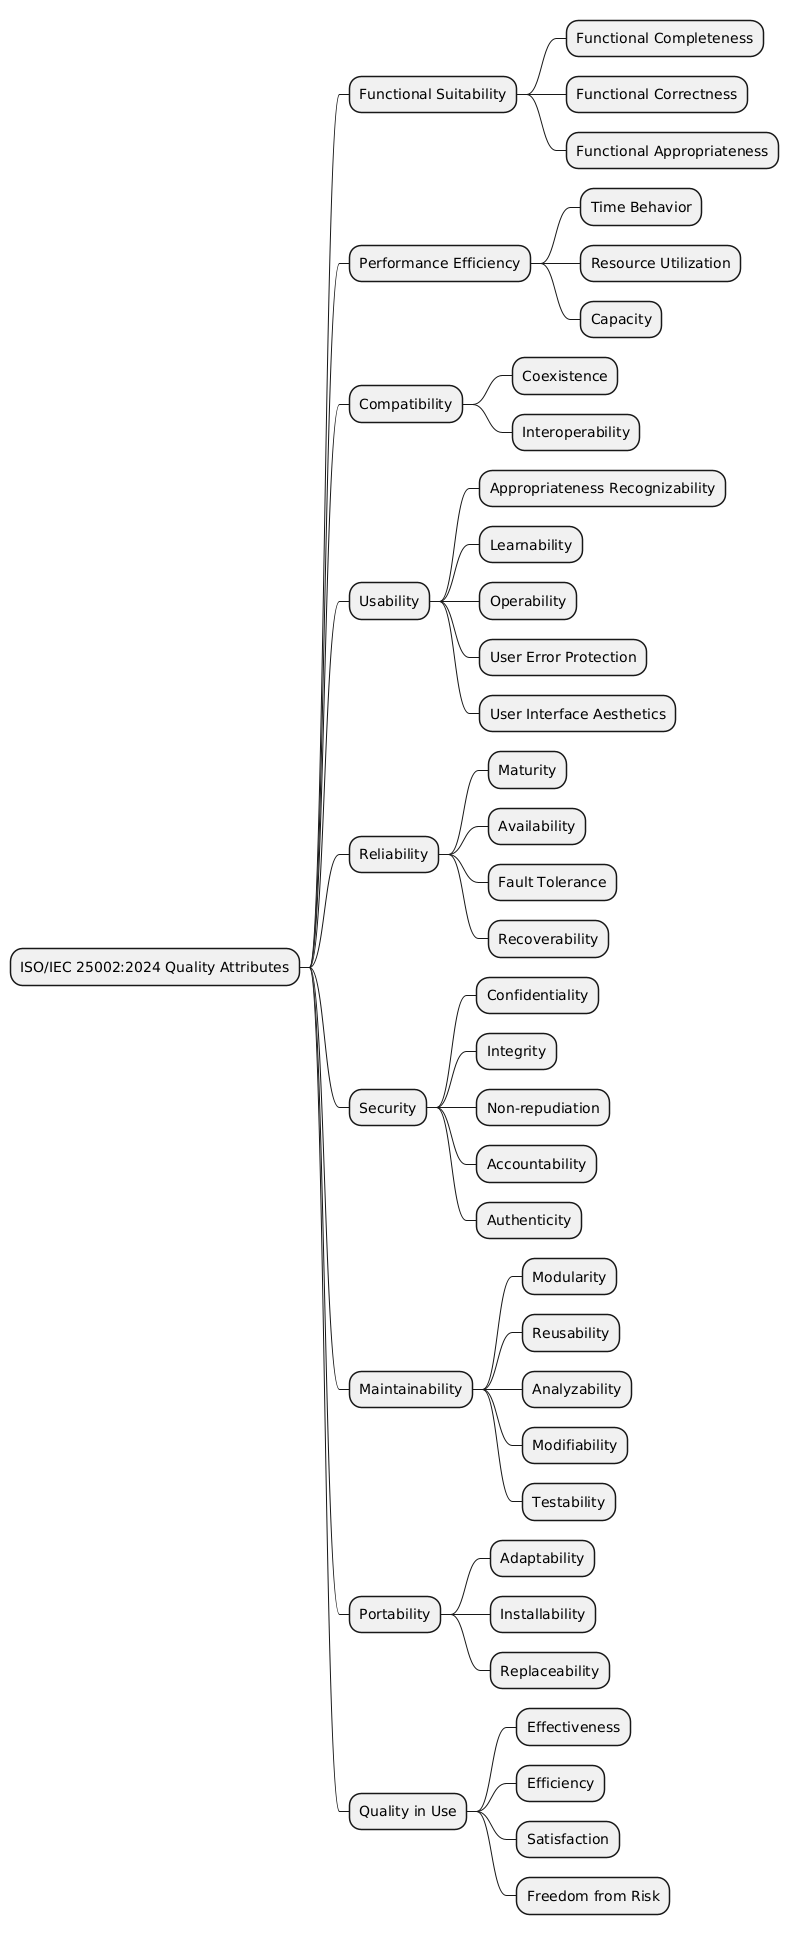 ISO/IEC 25002:2024 Quality Attributes
Functional Suitability
Functional Completeness
Functional Correctness
Functional Appropriateness
Performance Efficiency
Time Behavior
Resource Utilization
Capacity
Compatibility
Coexistence
Interoperability
Usability
Appropriateness Recognizability
Learnability
Operability
User Error Protection
User Interface Aesthetics
Reliability
Maturity
Availability
Fault Tolerance
Recoverability
Security
Confidentiality
Integrity
Non-repudiation
Accountability
Authenticity
Maintainability
Modularity
Reusability
Analyzability
Modifiability
Testability
Portability
Adaptability
Installability
Replaceability
Quality in Use
Effectiveness
Efficiency
Satisfaction
Freedom from Risk